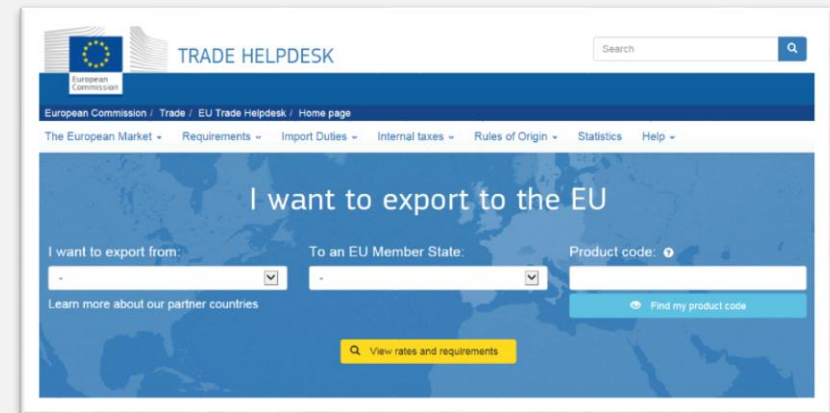 European
Commission
TRADE HELPDESK
Search
European Commission / Trade / EU Trade Helpdesk / Home page
The European Market Requirements Import Duties Internal taxes Rules of Origin Statistics Help
I want to export to the EU
I want to export from: To an EU Member State: Product code:
- -
Learn more about our partner countries Find my product code
View rates and requirements